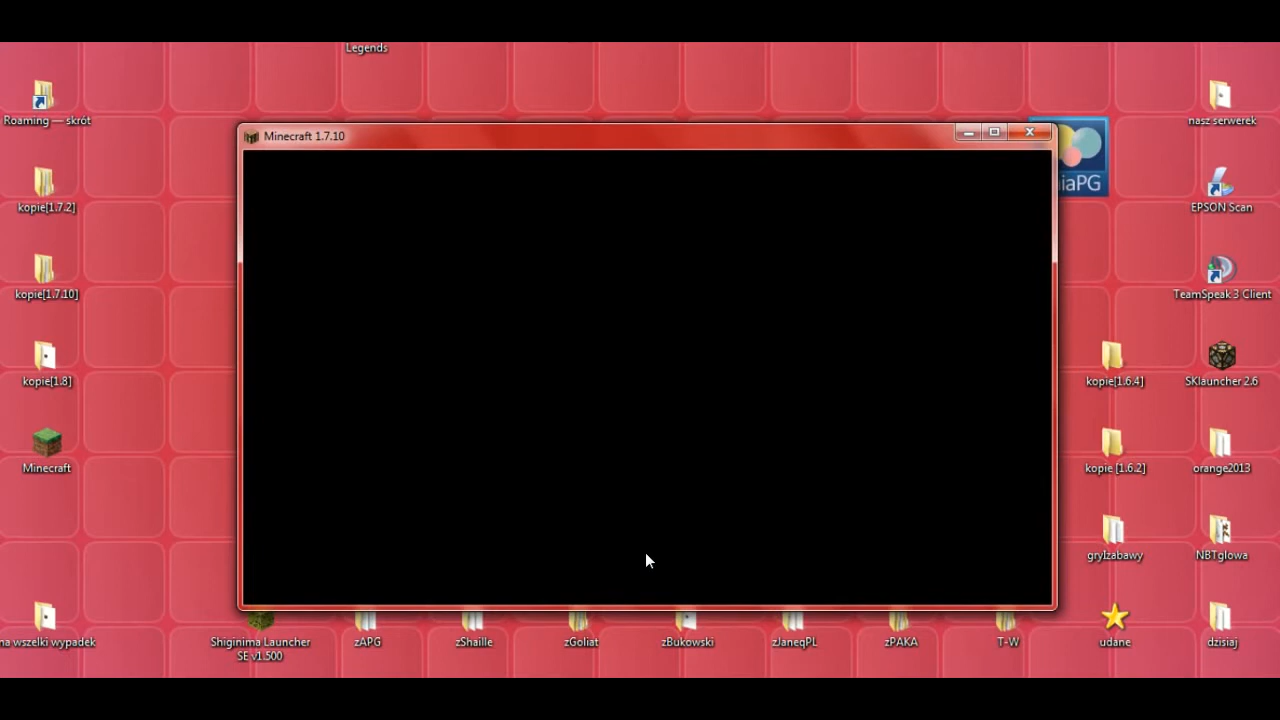 Legends
Roaming — skrót
nasz serwerek
Minecraft 1.7.10
iaPG
kopie[1.7.2]
EPSON Scan
kopie[1.7.10]
TeamSpeak 3 Client
kopie[1.8]
kopie[1.6.4]
SKlauncher 2.6
Minecraft
kopie [1.6.2]
orange2013
gryIzabawy
NBTglowa
na wszelki wypadek
Shiginima Launcher
SE v1.500
zAPG
zShaille
zGoliat
zBukowski
zJaneqPL
zPAKA
T-W
udane
dzisiaj